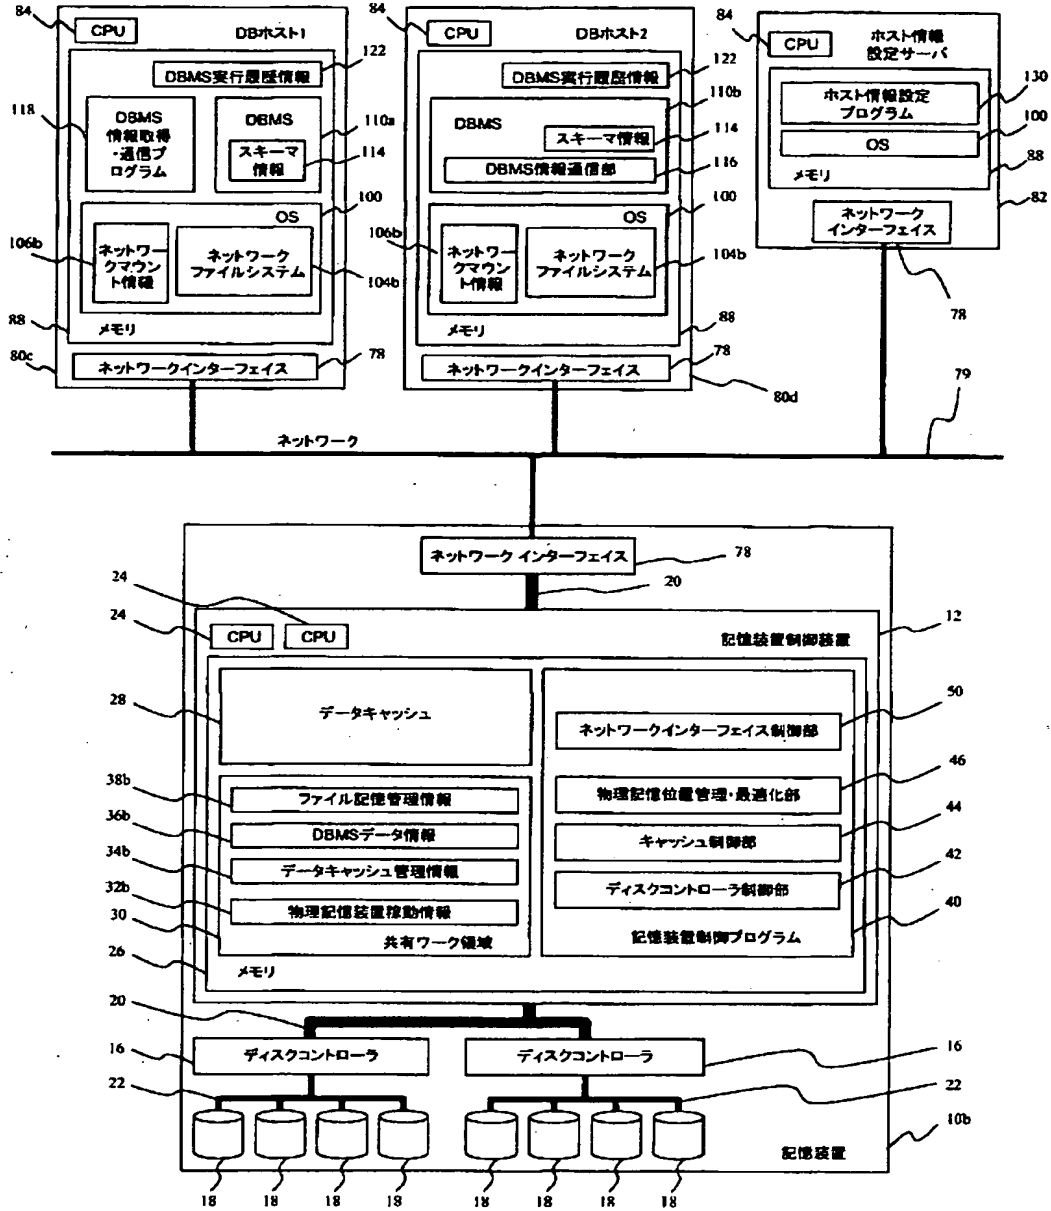 84
CPU
DBホスト1
DBMS実行履歴情報
122
118
DBMS
情報取得
・通信プ
ログラム
DBMS
110a
スキーマ
情報
114
OS
100
106b
ネットワー
クマウン
ト情報
ネットワーク
ファイルシステム
104b
88
メモリ
80c
ネットワークインターフェイス
78
84
CPU
DBホスト2
DBMS実行履歴情報
122
110b
DBMS
スキーマ情報
114
DBMS情報通信部
116
OS
100
106b
ネットワー
クマウ
ント情報
ネットワーク
ファイルシステム
104b
メモリ
88
ネットワークインターフェイス
78
80d
84
CPU
ホスト情報
設定サーバ
ホスト情報設定
プログラム
130
OS
100
メモリ
88
82
ネットワーク
インターフェイス
78
79
ネットワーク
ネットワーク インターフェイス
78
20
24
24
CPU
CPU
記憶装置制御装置
12
28
データキャッシュ
50
ネットワークインターフェイス制御部
38b
ファイル記憶管理情報
物理記憶位置管理・最適化部
46
36b
DBMSデータ情報
キャッシュ制御部
44
34b
データキャッシュ管理情報
ディスクコントローラ制御部
42
32b
物理記憶装置稼動情報
30
共有ワーク領域
記憶装置制御プログラム
40
26
メモリ
20
16
ディスクコントローラ
ディスクコントローラ
16
22
22
10b
記憶装置
18
18
18
18
18
18
18
18